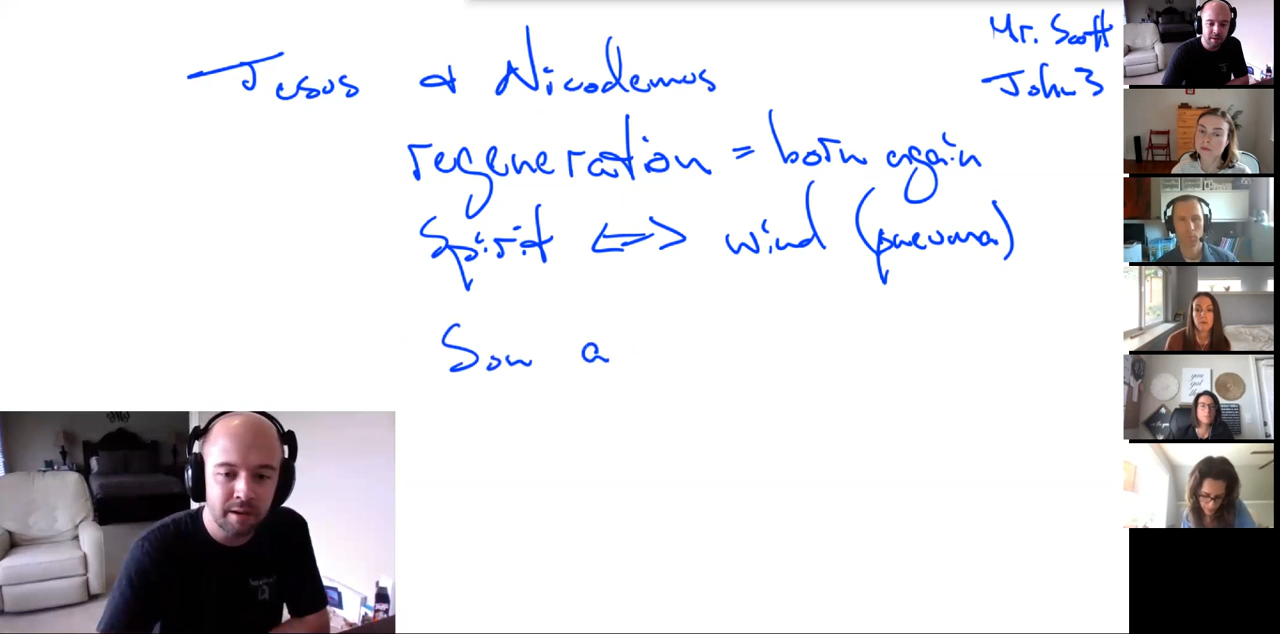 Jesus & Nicodemus
Mr. Scott
John 3
regeneration = born again
Spirit <=> wind (pneuma)
Son a